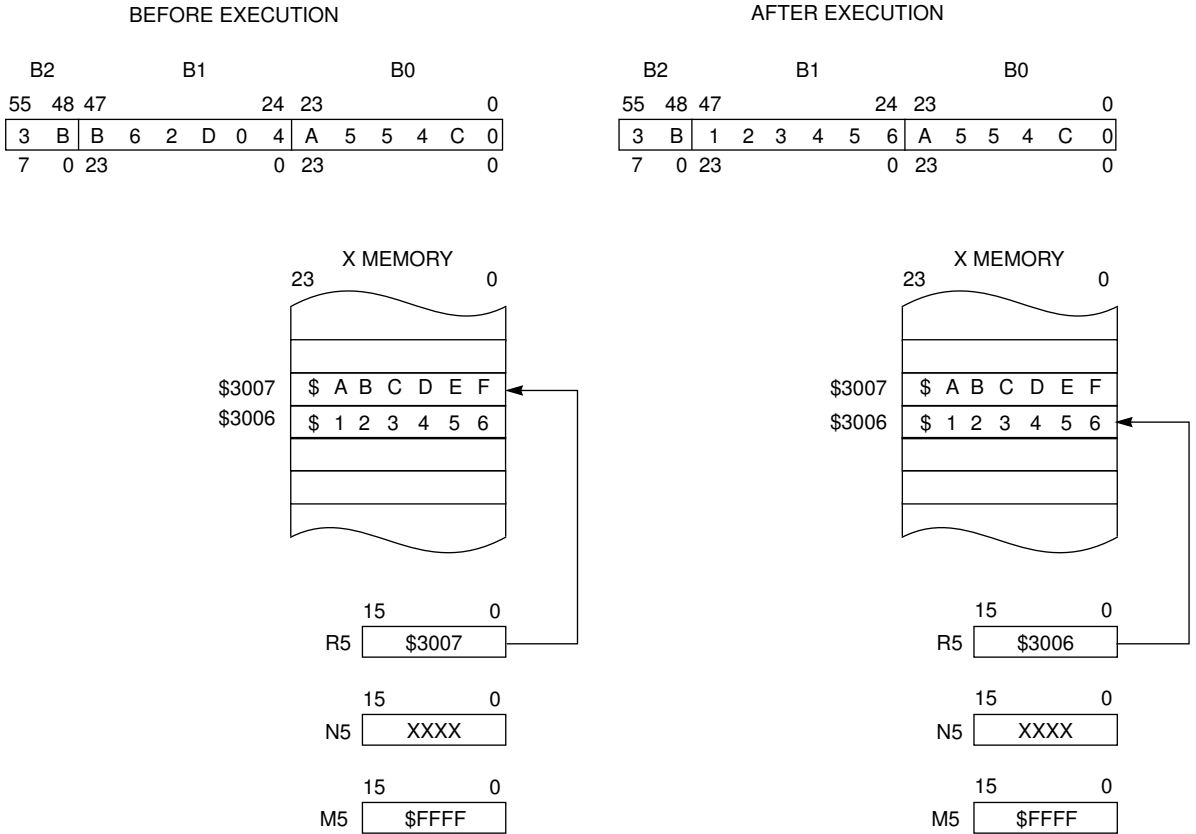 BEFORE EXECUTION
B2 B1 B0
55 48 47 24 23 0
3 B B 6 2 D 0 4 A 5 5 4 C 0
7 0 23 0 23 0
X MEMORY
23 0
$3007 $ A B C D E F
$3006 $ 1 2 3 4 5 6
15 0
R5 $3007
15 0
N5 XXXX
15 0
M5 $FFFF
AFTER EXECUTION
B2 B1 B0
55 48 47 24 23 0
3 B 1 2 3 4 5 6 A 5 5 4 C 0
7 0 23 0 23 0
X MEMORY
23 0
$3007 $ A B C D E F
$3006 $ 1 2 3 4 5 6
15 0
R5 $3006
15 0
N5 XXXX
15 0
M5 $FFFF